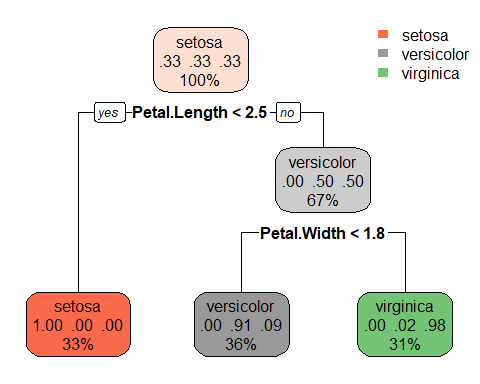 setosa
.33 .33 .33
100%
setosa
versicolor
virginica
yes Petal.Length < 2.5 no
versicolor
.00 .50 .50
67%
Petal.Width < 1.8
setosa
1.00 .00 .00
33%
versicolor
.00 .91 .09
36%
virginica
.00 .02 .98
31%